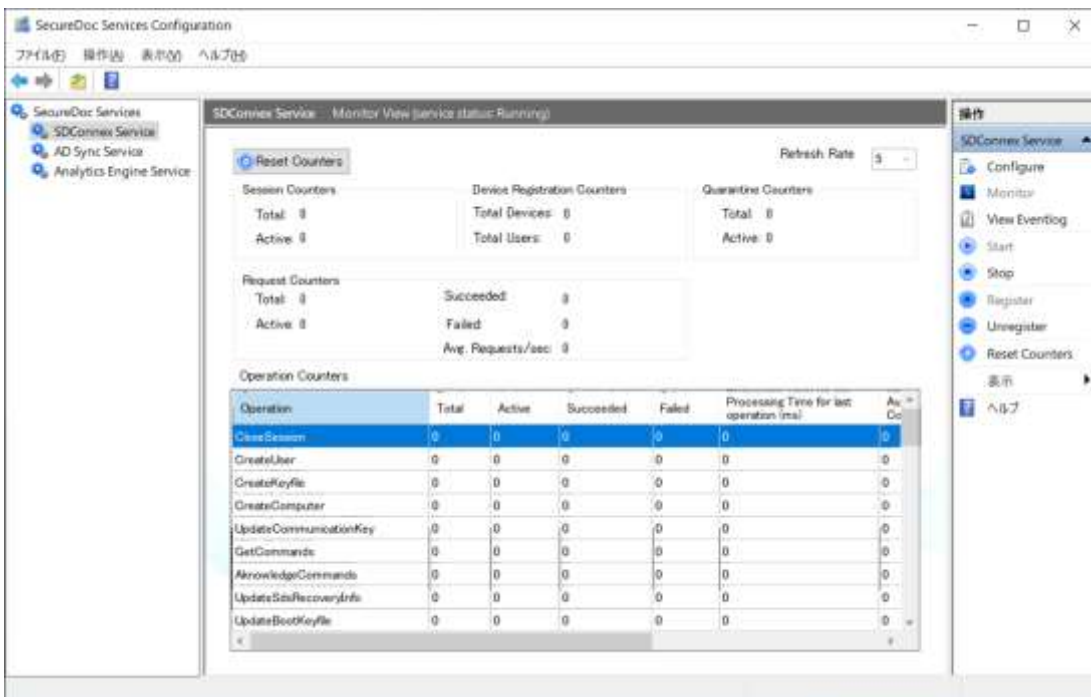 SecureDoc Services Configuration
ファイル(F) 操作(A) 表示(V) ヘルプ(H)
SecureDoc Services
SDConnex Service
AD Sync Service
Analytics Engine Service
SDConnex Service Monitor View (service status: Running)
Reset Counters
Refresh Rate 5
Session Counters
Total: 0
Active: 0
Device Registration Counters
Total Devices: 0
Total Users: 0
Quarantine Counters
Total: 0
Active: 0
Request Counters
Total: 0
Active: 0
Succeeded: 0
Failed: 0
Avg. Requests/sec: 0
Operation Counters
Operation Total Active Succeeded Failed Processing Time for last operation (ms)
CloseSession 0 0 0 0 0 0
CreateUser 0 0 0 0 0 0
CreateKeyfile 0 0 0 0 0 0
CreateComputer 0 0 0 0 0 0
UpdateCommunicationKey 0 0 0 0 0 0
GetCommands 0 0 0 0 0 0
AknowledgeCommands 0 0 0 0 0 0
UpdateSdsRecoveryInfo 0 0 0 0 0 0
UpdateBootKeyfile 0 0 0 0 0 0
操作
SDConnex Service
Configure
Monitor
View Eventlog
Start
Stop
Register
Unregister
Reset Counters
表示
ヘルプ